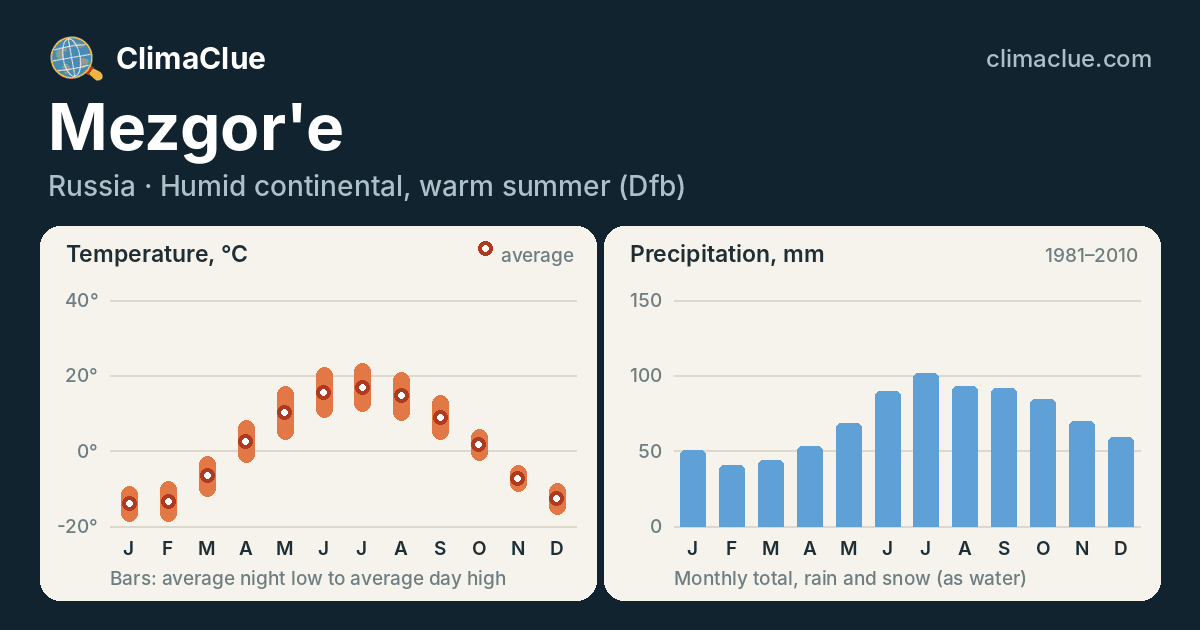 ClimaClue
climaclue.com
Mezgor'e
Russia · Humid continental, warm summer (Dfb)
Temperature, °C
average
40°
20°
0°
-20°
J F M A M J J A S O N D
Bars: average night low to average day high
Precipitation, mm
1981–2010
150
100
50
0
J F M A M J J A S O N D
Monthly total, rain and snow (as water)